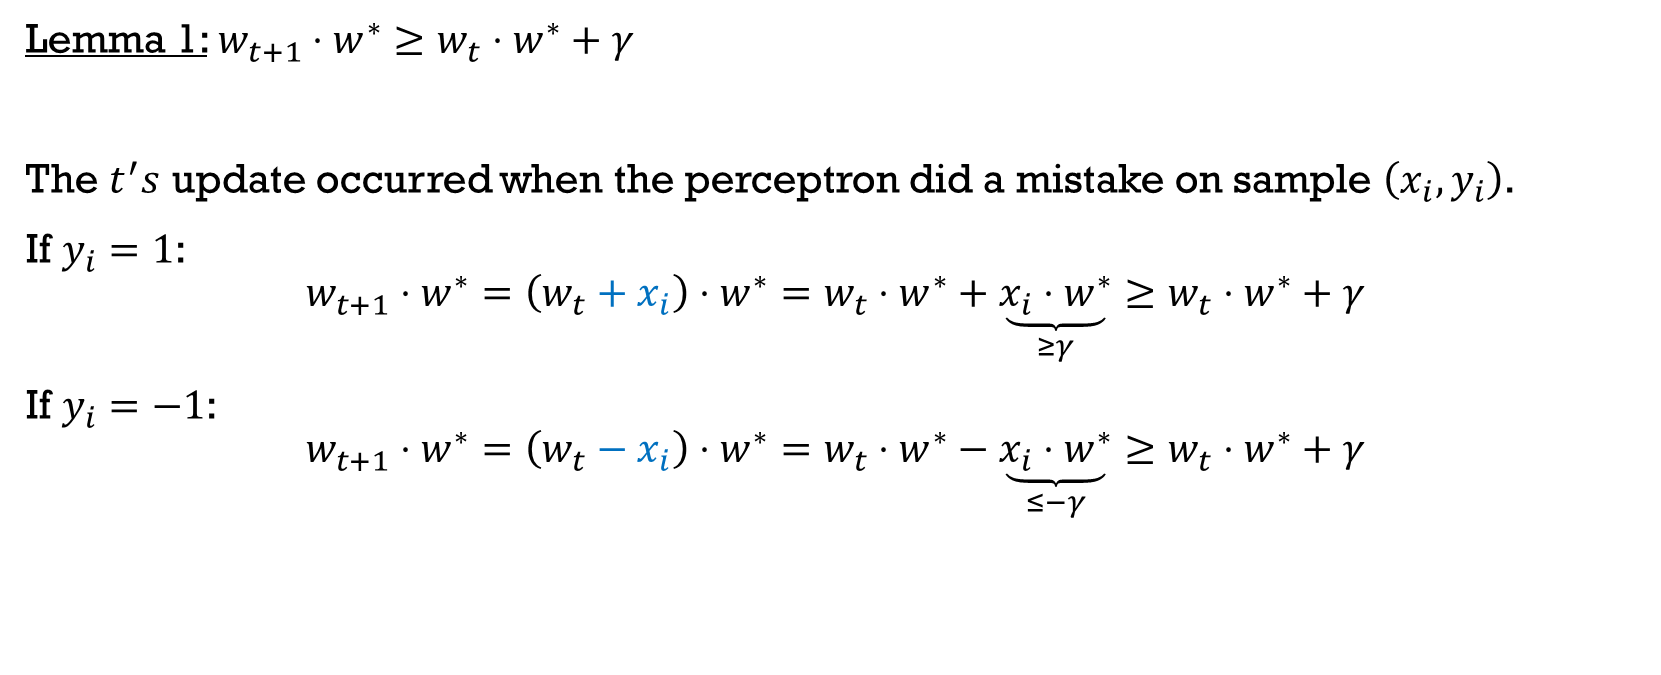 Lemma 1: w_{t+1} · w* ≥ w_t · w* + γ
The t's update occurred when the perceptron did a mistake on sample (x_i, y_i).
If y_i = 1:
w_{t+1} · w* = (w_t + x_i) · w* = w_t · w* + x_i · w* ≥ w_t · w* + γ
≥γ
If y_i = −1:
w_{t+1} · w* = (w_t − x_i) · w* = w_t · w* − x_i · w* ≥ w_t · w* + γ
≤−γ